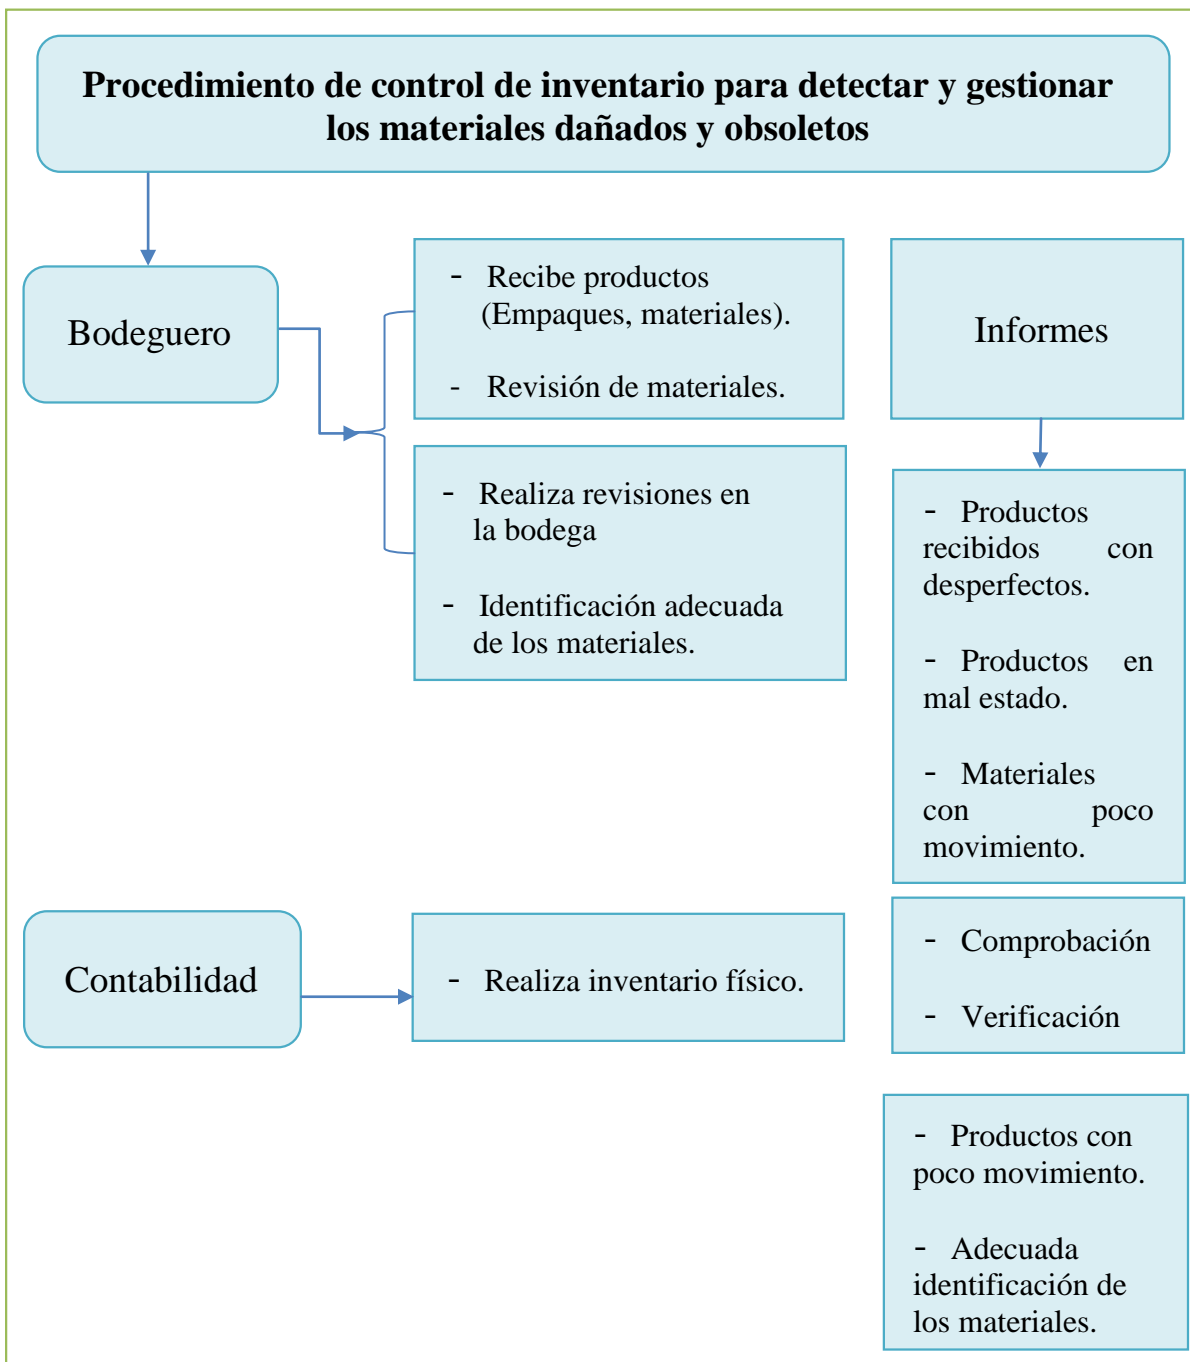 Procedimiento de control de inventario para detectar y gestionar
los materiales dañados y obsoletos
Bodeguero
- Recibe productos
(Empaques, materiales).
- Revisión de materiales.
- Realiza revisiones en
la bodega
- Identificación adecuada
de los materiales.
Informes
- Productos
recibidos con
desperfectos.
- Productos en
mal estado.
- Materiales
con poco
movimiento.
Contabilidad
- Realiza inventario físico.
- Comprobación
- Verificación
- Productos con
poco movimiento.
- Adecuada
identificación de
los materiales.